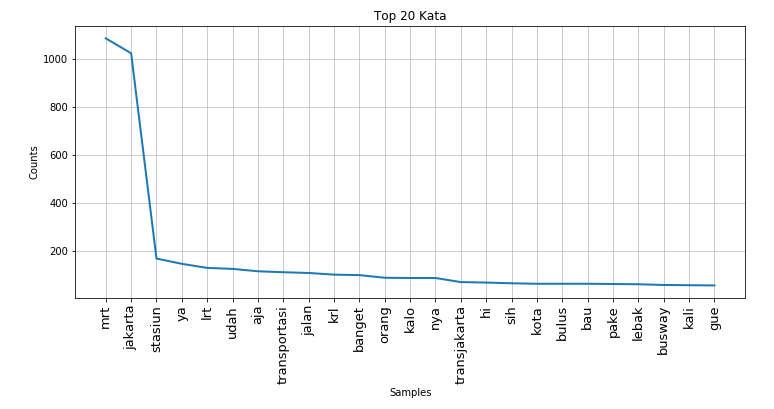 Top 20 Kata
Counts
1000
800
600
400
200
mrt
jakarta
stasiun
ya
lrt
udah
aja
transportasi
jalan
krl
banget
orang
kalo
nya
transjakarta
hi
sih
kota
bulus
bau
pake
lebak
busway
kali
gue
Samples